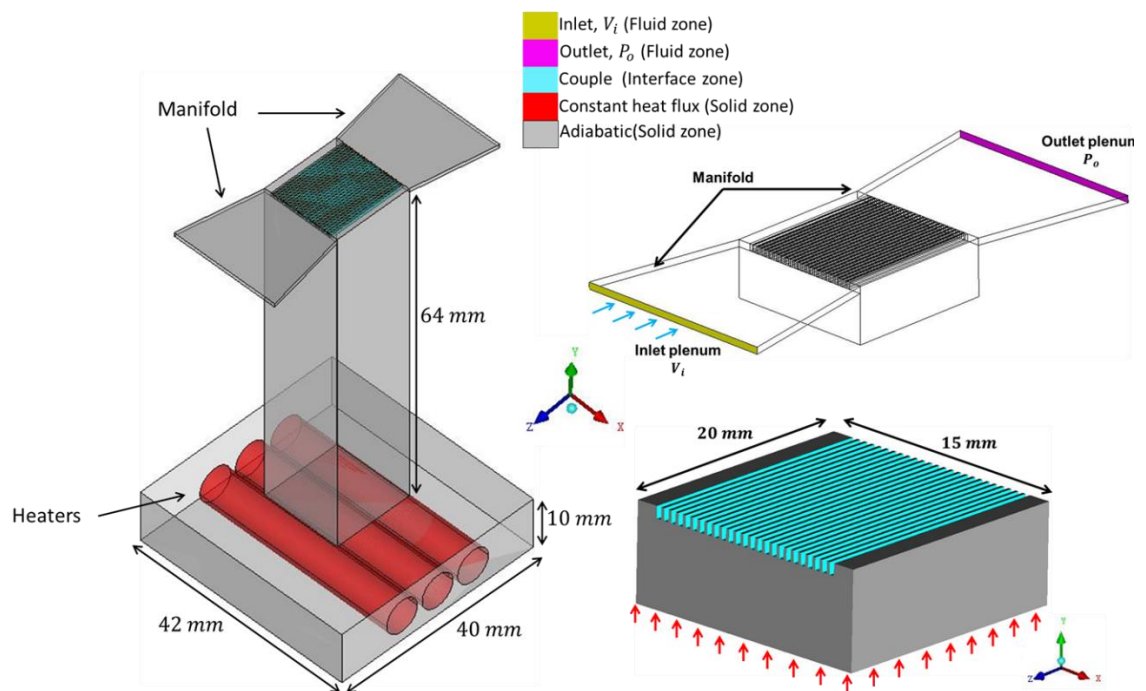 Inlet, V_i (Fluid zone)
Outlet, P_o (Fluid zone)
Couple (Interface zone)
Constant heat flux (Solid zone)
Adiabatic(Solid zone)
Manifold
64 mm
Heaters
10 mm
42 mm
40 mm
Y
Z
X
Outlet plenum
P_o
Manifold
Inlet plenum
V_i
20 mm
15 mm
Y
Z
X